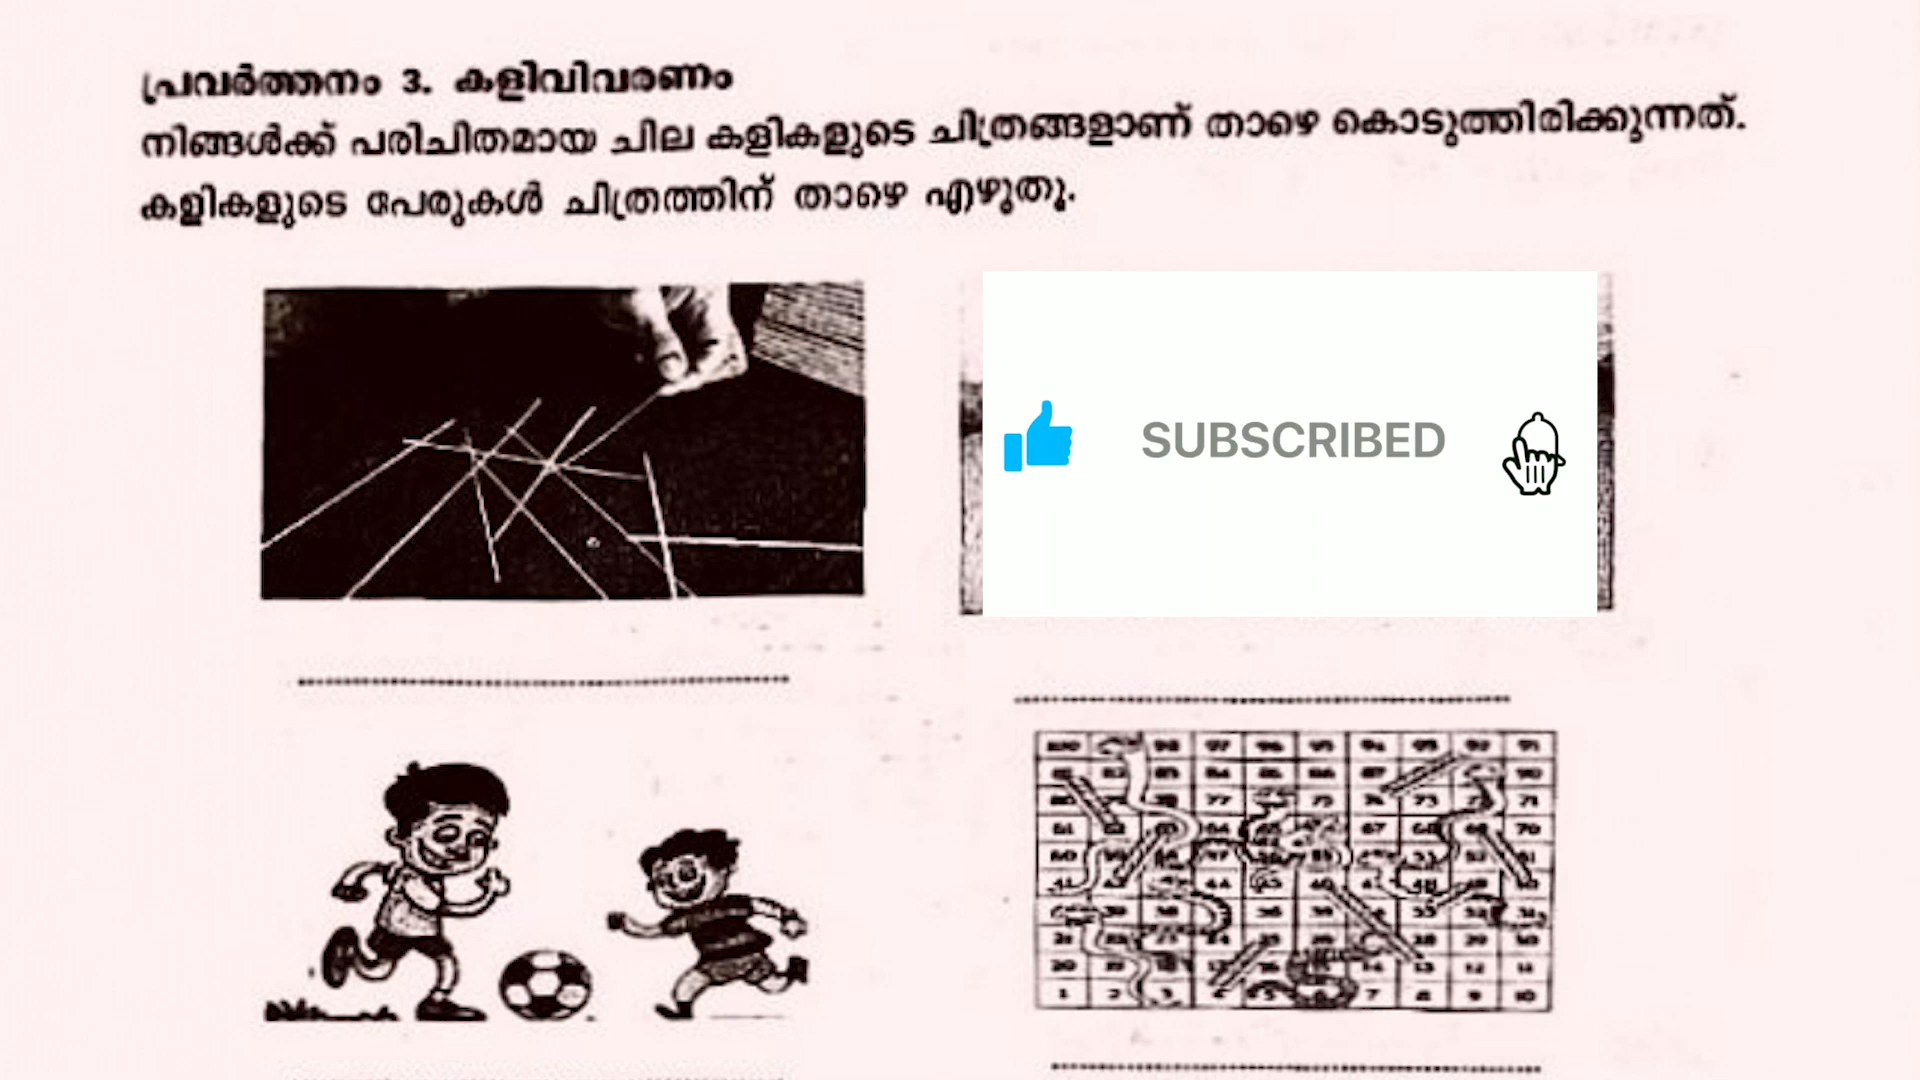 പ്രവർത്തനം 3. കളിവിവരണം
നിങ്ങൾക്ക് പരിചിതമായ ചില കളികളുടെ ചിത്രങ്ങളാണ് താഴെ കൊടുത്തിരിക്കുന്നത്.
കളികളുടെ പേരുകൾ ചിത്രത്തിന് താഴെ എഴുതൂ.
SUBSCRIBED